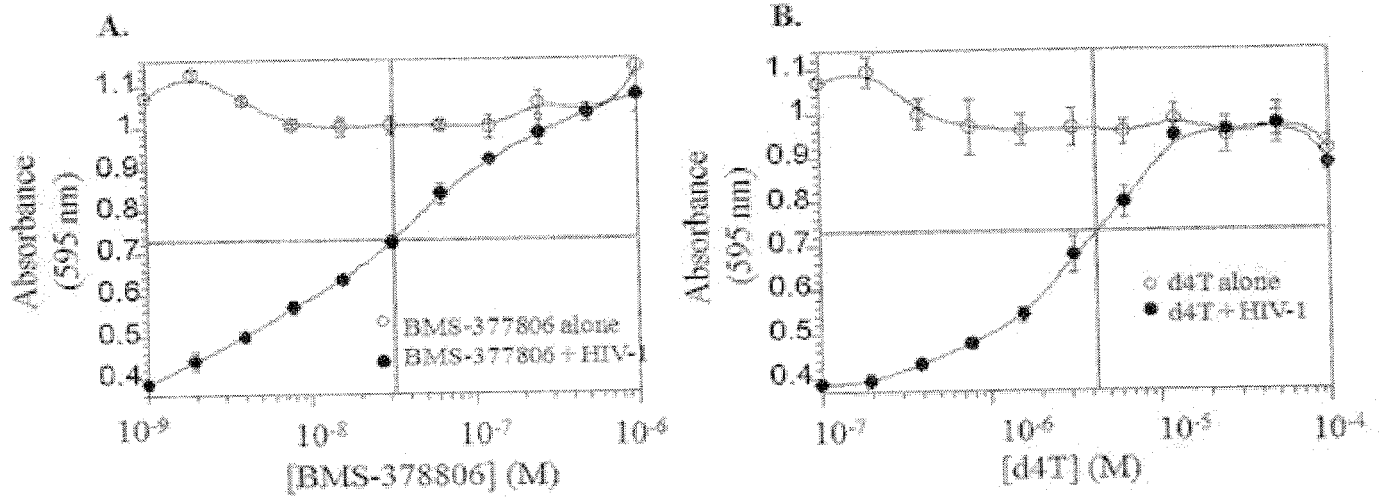 A.
1.1
1
0.9
0.8
0.7
0.6
0.5
0.4
Absorbance
(595 nm)
BMS-377806 alone
BMS-377806 + HIV-1
10-9
10-8
10-7
10-6
[BMS-378806] (M)
B.
1.1
1
0.9
0.8
0.7
0.6
0.5
0.4
Absorbance
(595 nm)
d4T alone
d4T + HIV-1
10-7
10-6
10-5
10-4
[d4T] (M)